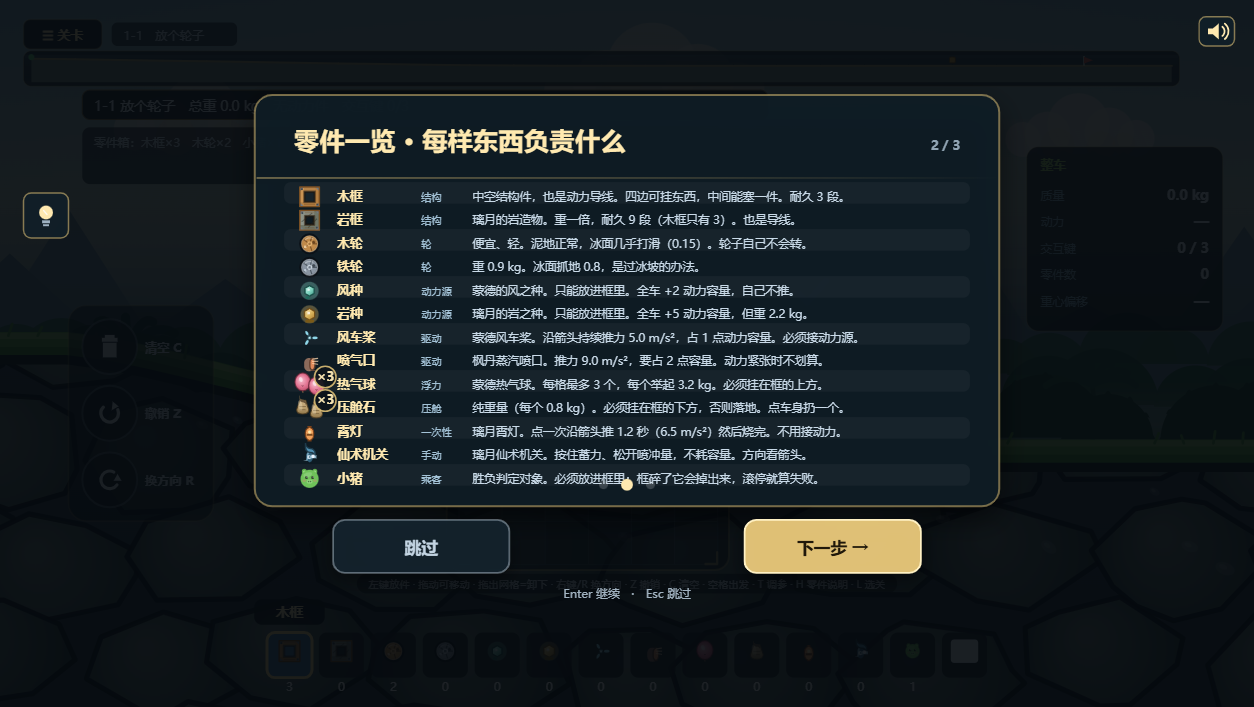 ☰ 关卡
1-1 放个轮子
1-1 放个轮子 总重 0.0 kg
零件箱：木框×3 木轮×2 小
零件一览 · 每样东西负责什么
2 / 3
木框 结构 中空结构件，也是动力导线。四边可挂东西，中间能塞一件。耐久 3 段。
岩框 结构 璃月的岩造物。重一倍，耐久 9 段（木框只有 3）。也是导线。
木轮 轮 便宜、轻。泥地正常，冰面几乎打滑（0.15）。轮子自己不会转。
铁轮 轮 重 0.9 kg。冰面抓地 0.8，是过冰坡的办法。
风种 动力源 蒙德的风之种。只能放进框里。全车 +2 动力容量，自己不推。
岩种 动力源 璃月的岩之种。只能放进框里。全车 +5 动力容量，但重 2.2 kg。
风车桨 驱动 蒙德风车桨。沿箭头持续推力 5.0 m/s²，占 1 点动力容量。必须接动力源。
喷气口 驱动 枫丹蒸汽喷口。推力 9.0 m/s²，要占 2 点容量。动力紧张时不划算。
×3 热气球 浮力 蒙德热气球。每格最多 3 个，每个举起 3.2 kg。必须挂在框的上方。
×3 压舱石 压舱 纯重量（每个 0.8 kg）。必须挂在框的下方，否则落地。点车身扔一个。
霄灯 一次性 璃月霄灯。点一次沿箭头推 1.2 秒（6.5 m/s²）然后烧完。不用接动力。
仙术机关 手动 璃月仙术机关。按住蓄力、松开喷冲量，不耗容量。方向看箭头。
小猪 乘客 胜负判定对象。必须放进框里，框碎了它会掉出来，滚停就算失败。
整车
质量 0.0 kg
动力 —
交互键 0 / 3
零件数 0
重心偏移 —
清空 C
撤销 Z
换方向 R
跳过
下一步 →
Enter 继续 · Esc 跳过
木框
3 0 2 0 0 0 0 0 0 0 0 0 1